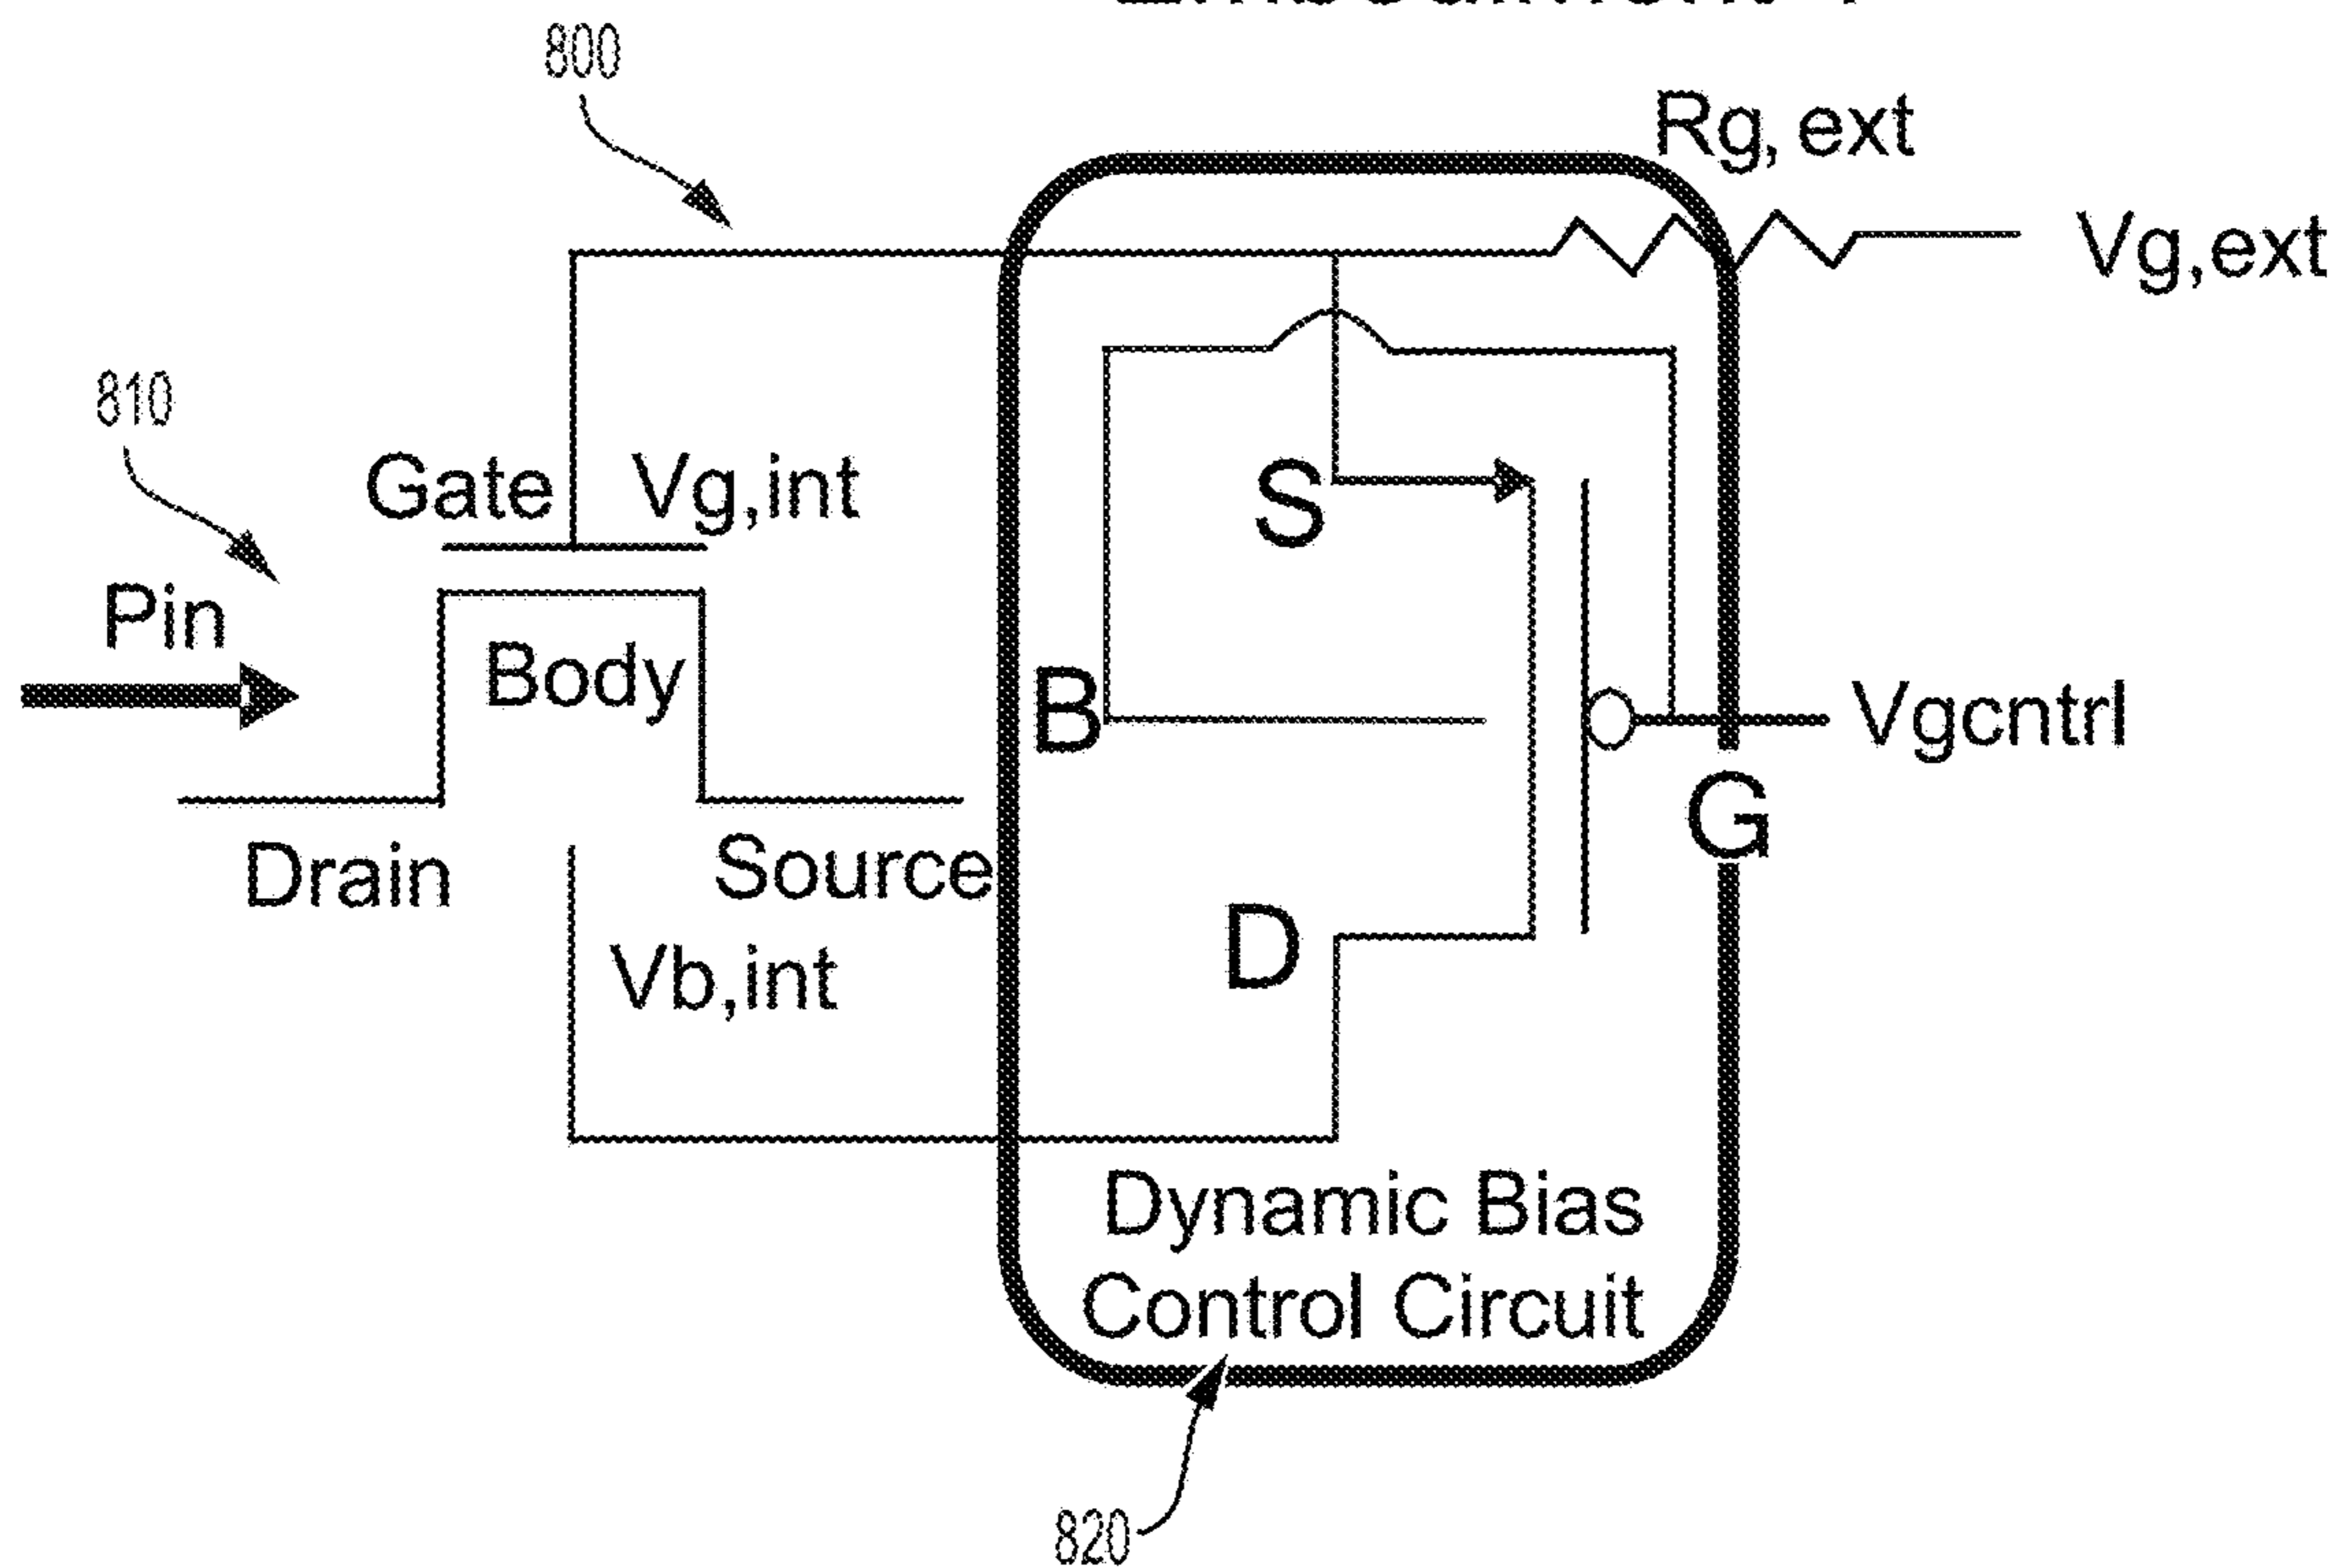 800
Rg, ext
Vg,ext
810
Gate
Vg,int
S
Pin
Body
B
Vgcntrl
G
Drain
Source
D
Vb,int
Dynamic Bias
Control Circuit
820